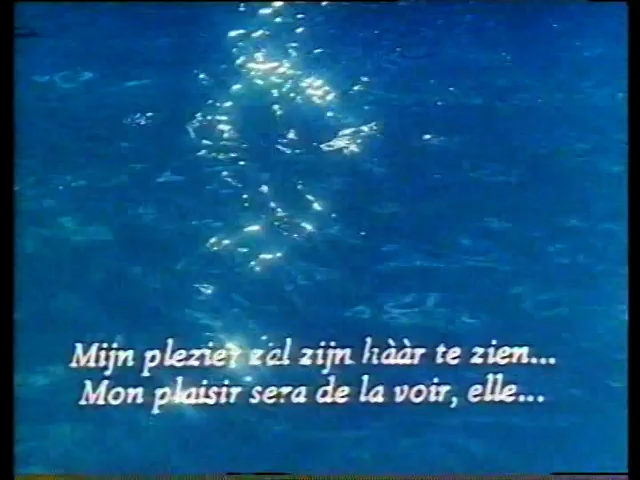 Mijn plezier zal zijn hààr te zien...
Mon plaisir sera de la voir, elle...